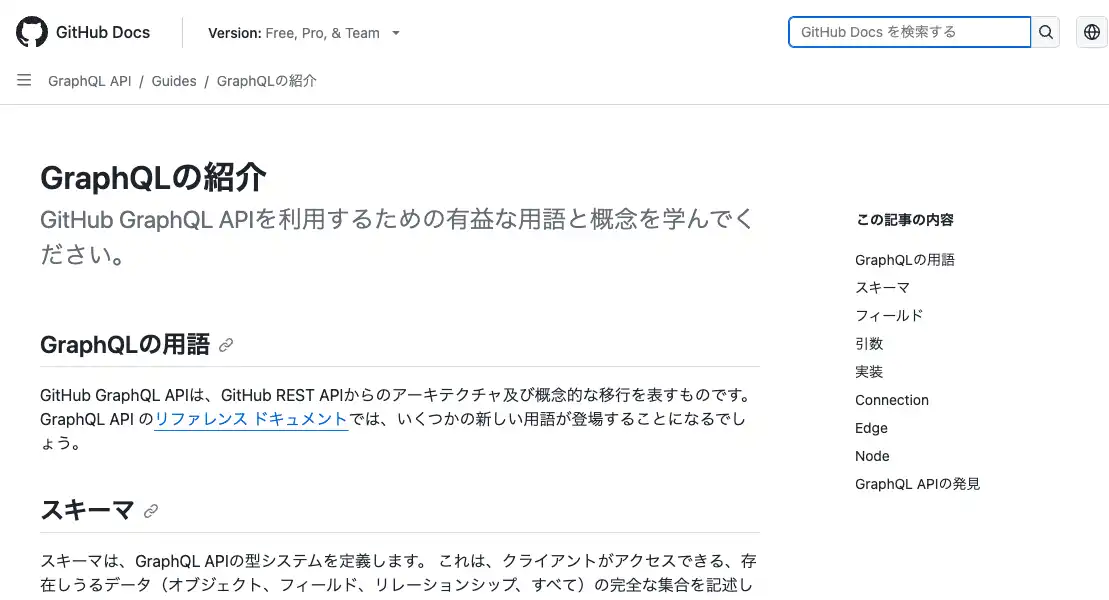 GitHub Docs
Version: Free, Pro, & Team
GitHub Docs を検索する
GraphQL API / Guides / GraphQLの紹介
GraphQLの紹介
GitHub GraphQL APIを利用するための有益な用語と概念を学んでく
ださい。
GraphQLの用語
GitHub GraphQL APIは、GitHub REST APIからのアーキテクチャ及び概念的な移行を表すものです。
GraphQL API のリファレンス ドキュメントでは、いくつかの新しい用語が登場することになるでし
ょう。
スキーマ
スキーマは、GraphQL APIの型システムを定義します。 これは、クライアントがアクセスできる、存
在しうるデータ（オブジェクト、フィールド、リレーションシップ、すべて）の完全な集合を記述し
この記事の内容
GraphQLの用語
スキーマ
フィールド
引数
実装
Connection
Edge
Node
GraphQL APIの発見